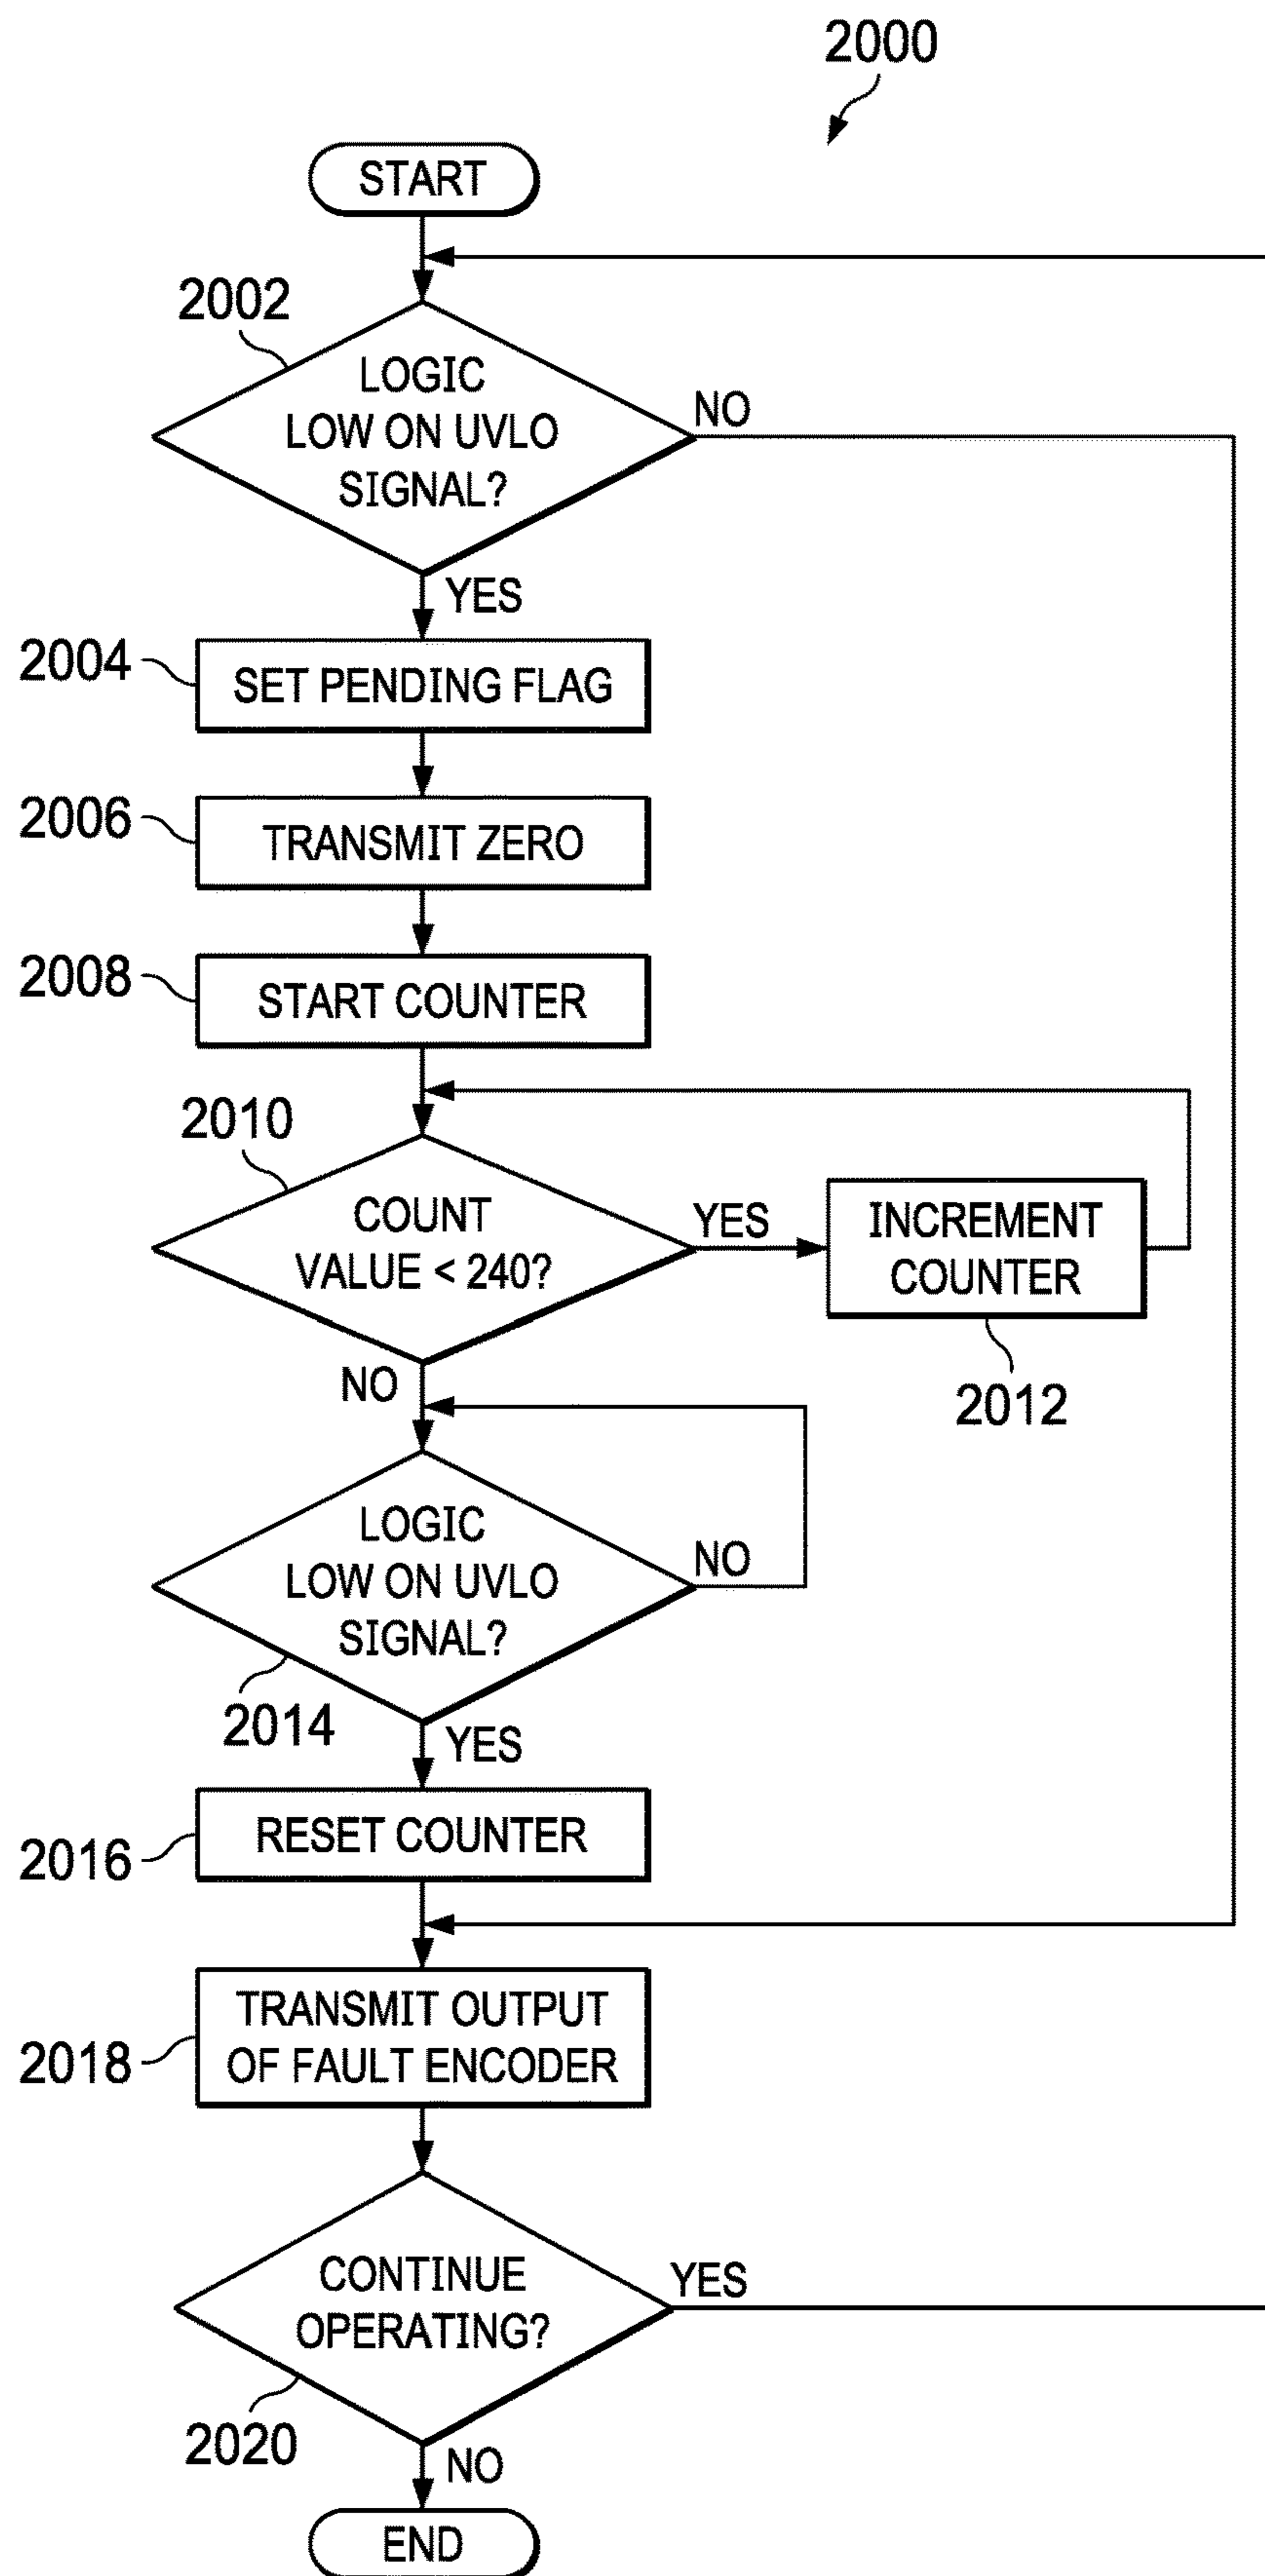 2000
START
2002
LOGIC
LOW ON UVLO
SIGNAL?
NO
YES
2004
SET PENDING FLAG
2006
TRANSMIT ZERO
2008
START COUNTER
2010
COUNT
VALUE < 240?
YES
INCREMENT
COUNTER
2012
NO
LOGIC
LOW ON UVLO
SIGNAL?
NO
2014
YES
RESET COUNTER
2016
TRANSMIT OUTPUT
OF FAULT ENCODER
2018
CONTINUE
OPERATING?
YES
2020
NO
END